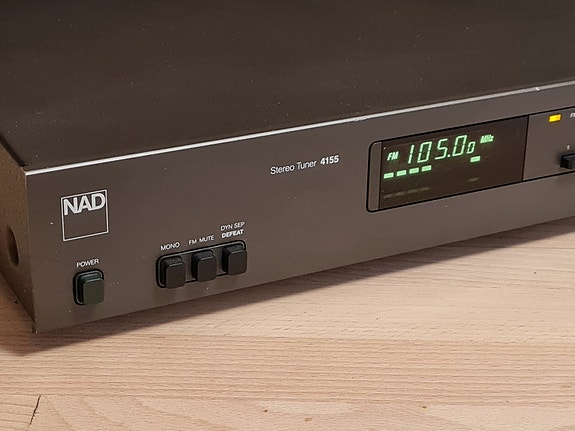 NAD
Stereo Tuner 4155
FM 105.00 MHz
POWER
MONO
FM MUTE
DYN SEP
DEFEAT